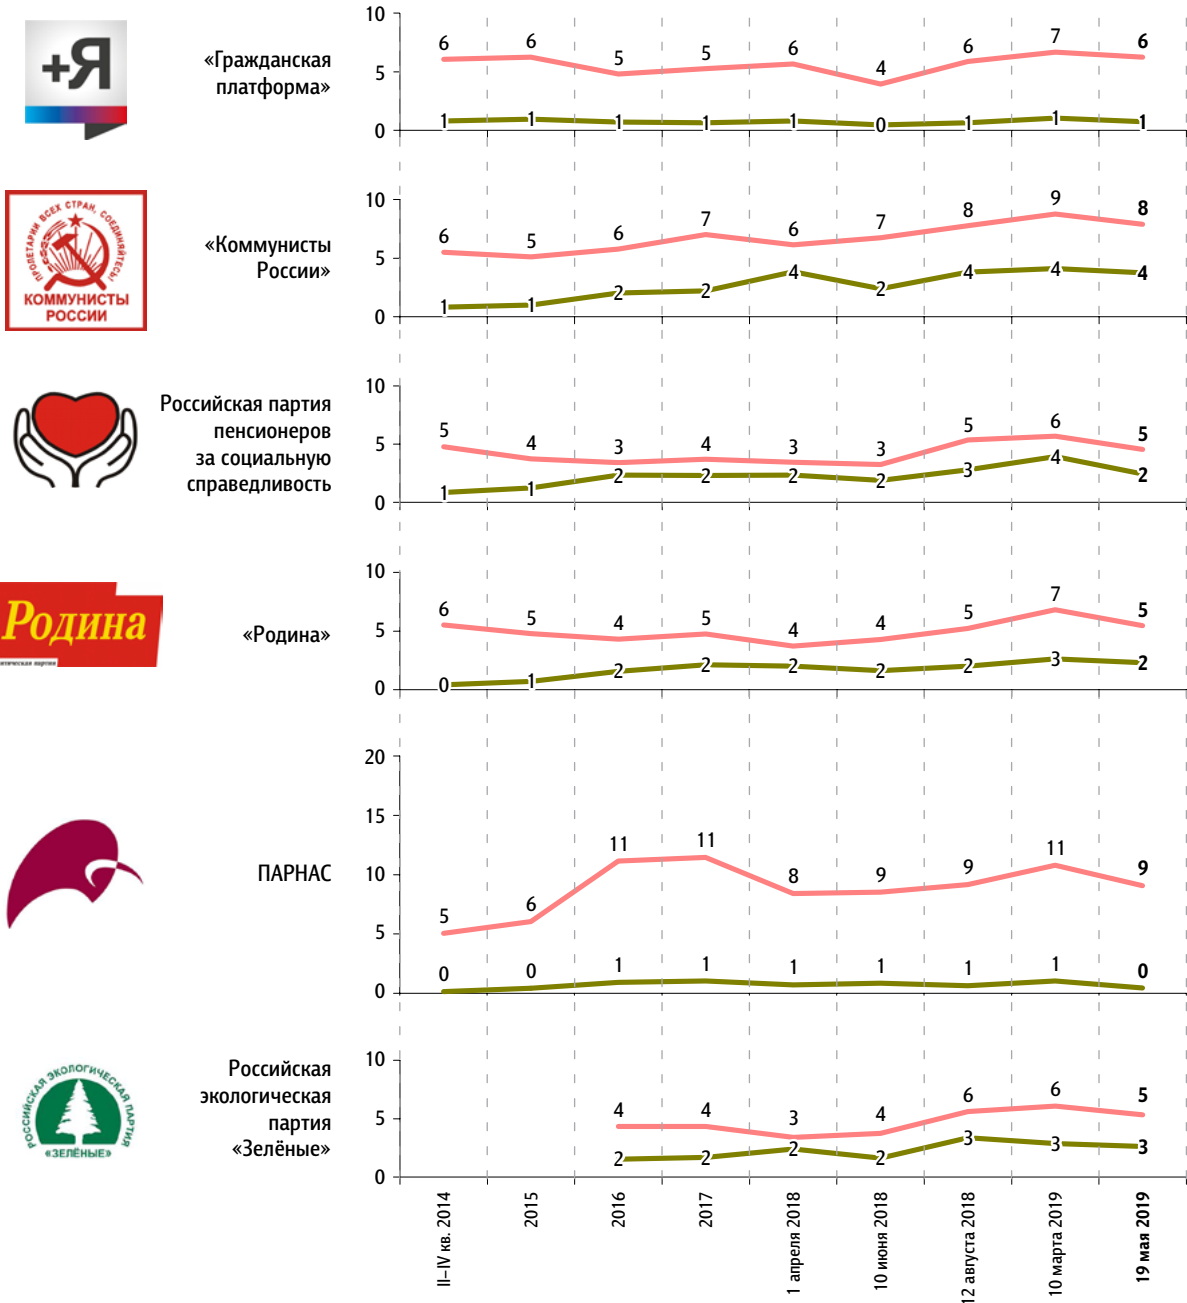 +Я
«Гражданская
платформа»
10
5
0
6 6 5 5 6 4 6 7 6
1 1 1 1 1 0 1 1 1
ПРОЛЕТАРИИ ВСЕХ СТРАН, СОЕДИНЯЙТЕСЬ!
КОММУНИСТЫ
РОССИИ
«Коммунисты
России»
10
5
0
6 5 6 7 6 7 8 9 8
1 1 2 2 4 2 4 4 4
Российская партия
пенсионеров
за социальную
справедливость
10
5
0
5 4 3 4 3 3 5 6 5
1 1 2 2 2 2 3 4 2
Родина
партия
«Родина»
10
5
0
6 5 4 5 4 4 5 7 5
0 1 2 2 2 2 2 3 2
ПАРНАС
20
15
10
5
0
5 6 11 11 8 9 9 11 9
0 0 1 1 1 1 1 1 0
РОССИЙСКАЯ ЭКОЛОГИЧЕСКАЯ ПАРТИЯ
«ЗЕЛЁНЫЕ»
Российская
экологическая
партия
«Зелёные»
10
5
0
4 4 3 4 6 6 5
2 2 2 2 3 3 3
II–IV кв. 2014
2015
2016
2017
1 апреля 2018
10 июня 2018
12 августа 2018
10 марта 2019
19 мая 2019